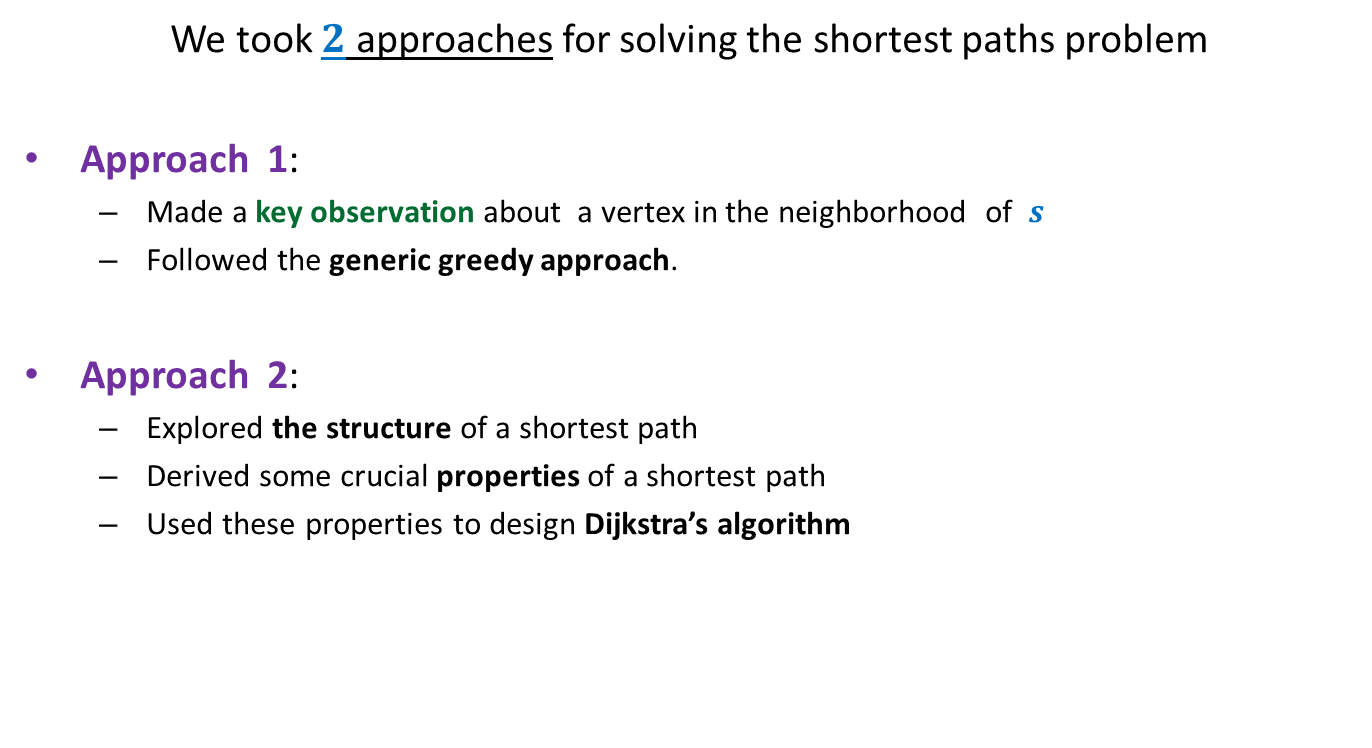 We took 2 approaches for solving the shortest paths problem
• Approach 1:
– Made a key observation about a vertex in the neighborhood of s
– Followed the generic greedy approach.
• Approach 2:
– Explored the structure of a shortest path
– Derived some crucial properties of a shortest path
– Used these properties to design Dijkstra’s algorithm